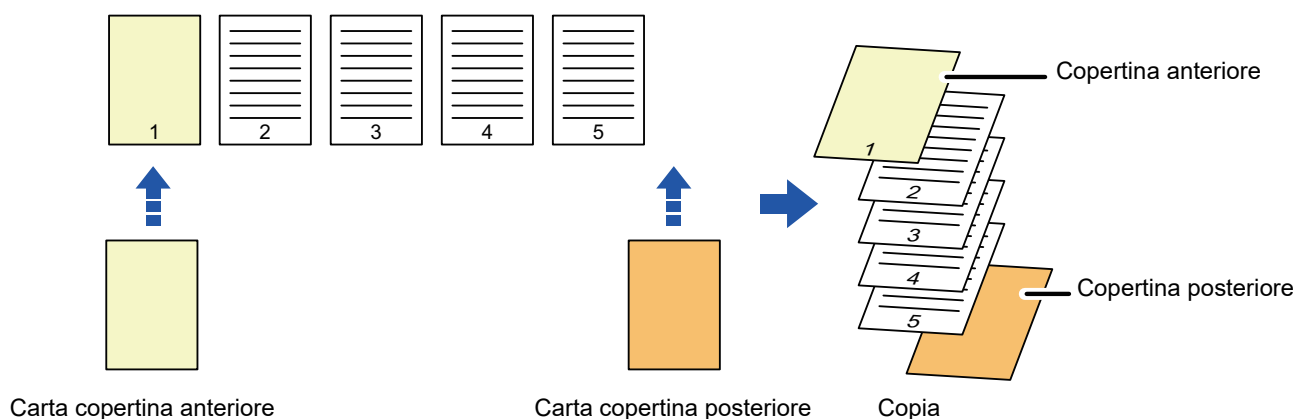 1 2 3 4 5
Copertina anteriore
1
2
3
4
5
Copertina posteriore
Carta copertina anteriore Carta copertina posteriore Copia